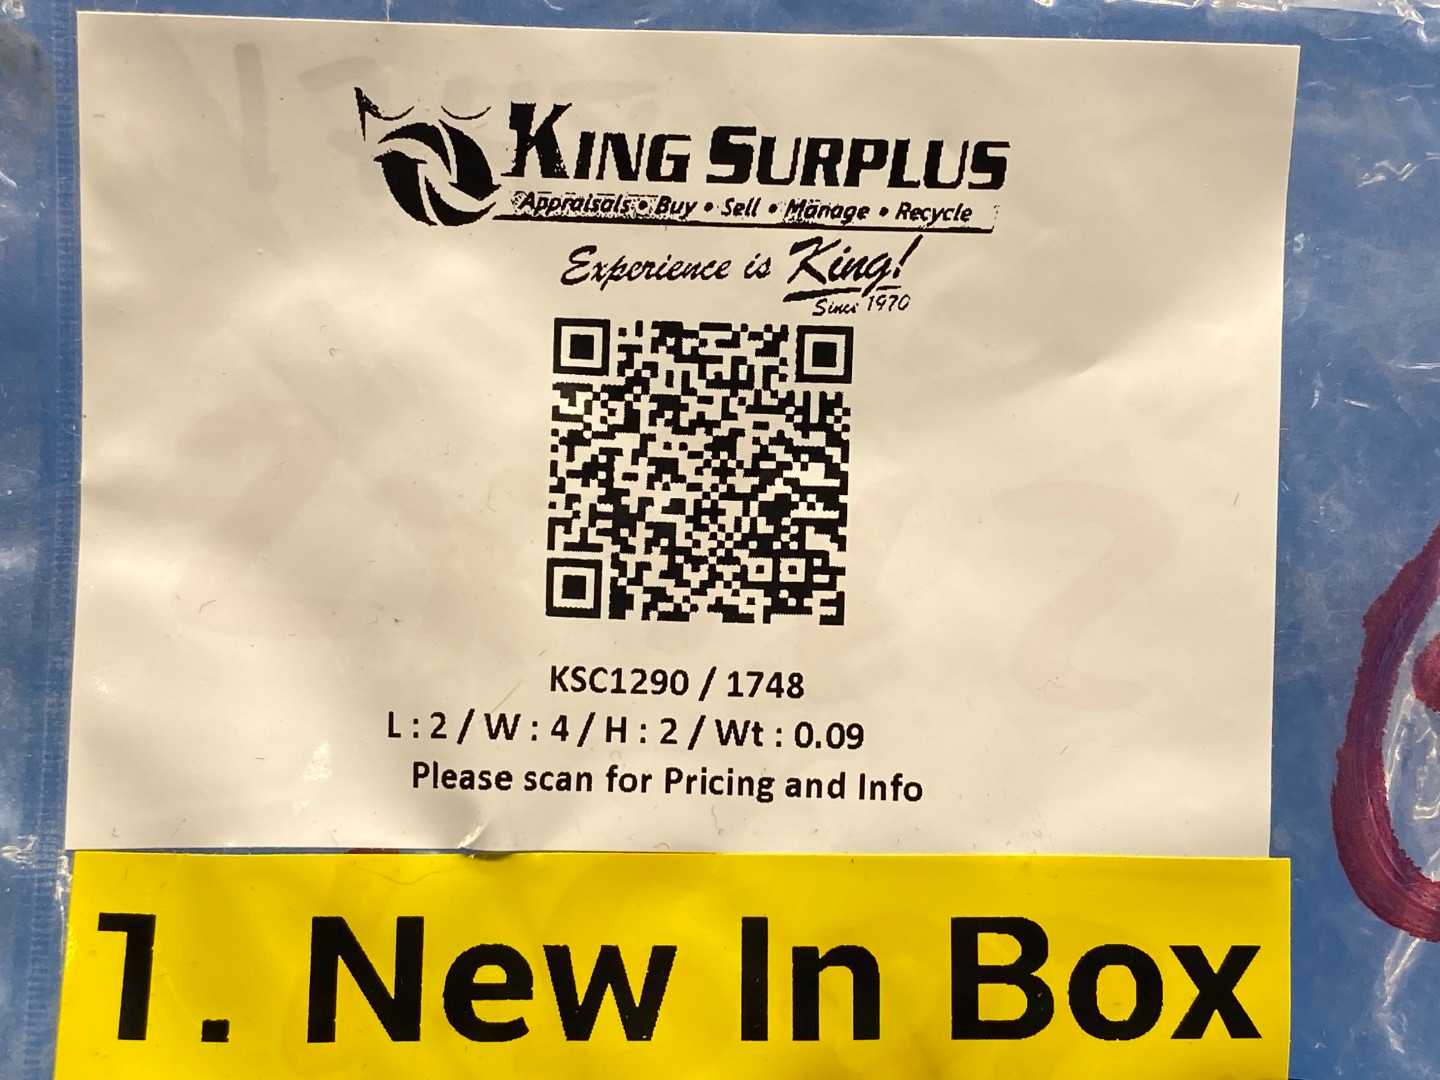 KING SURPLUS
Appraisals • Buy • Sell • Manage • Recycle
Experience is King!
Since 1970
KSC1290 / 1748
L : 2 / W : 4 / H : 2 / Wt : 0.09
Please scan for Pricing and Info
1. New In Box